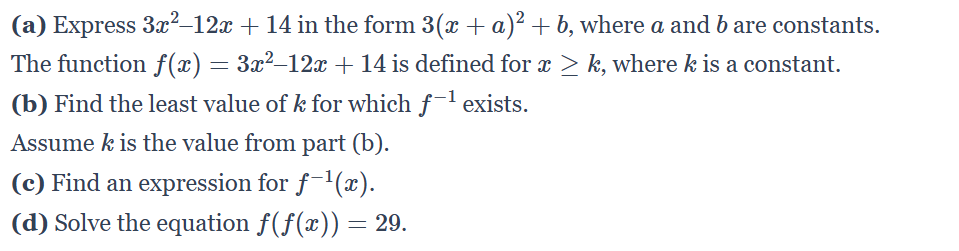 (a) Express 3x²–12x + 14 in the form 3(x + a)² + b, where a and b are constants.
The function f(x) = 3x²–12x + 14 is defined for x ≥ k, where k is a constant.
(b) Find the least value of k for which f⁻¹ exists.
Assume k is the value from part (b).
(c) Find an expression for f⁻¹(x).
(d) Solve the equation f(f(x)) = 29.